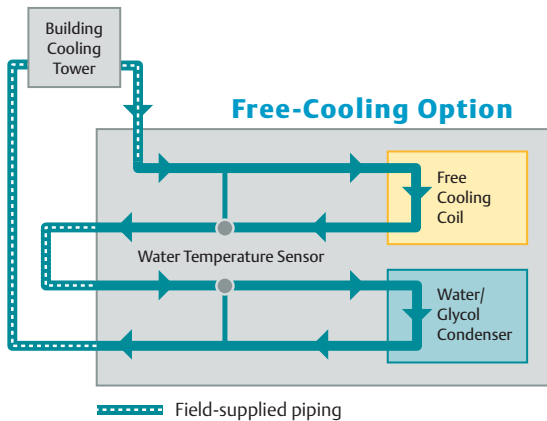 Building
Cooling
Tower
Free-Cooling Option
Free
Cooling
Coil
Water Temperature Sensor
Water/
Glycol
Condenser
Field-supplied piping